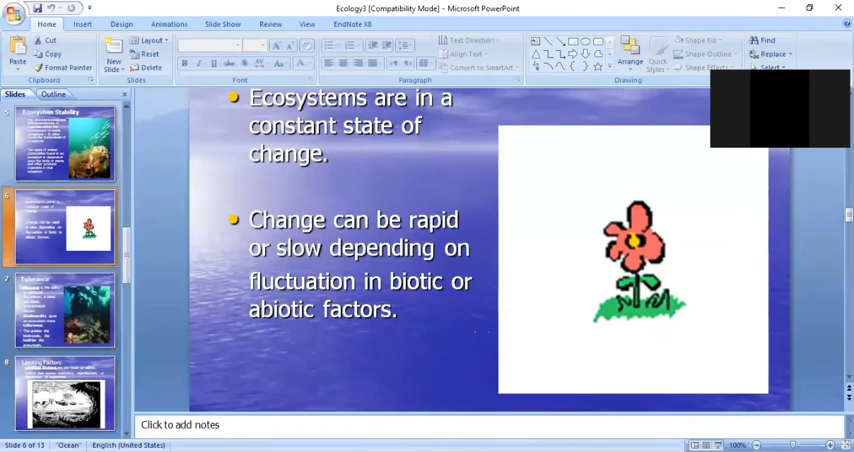 Ecology3 [Compatibility Mode] - PowerPoint
Home Insert Design Animations Slide Show Review View EndNote X8
Paste
Cut
Copy
Format Painter
Clipboard
New
Slide
Layout
Reset
Delete
Slides
Font
Text Direction
Align Text
Convert to SmartArt
Paragraph
Arrange
Quick
Styles
Shape Fill
Shape Outline
Shape Effects
Drawing
Find
Replace
Select
Slides Outline
5
Ecosystem Stability
6
7
Tolerance
8
Limiting Factors
Ecosystems are in a
constant state of
change.
Change can be rapid
or slow depending on
fluctuation in biotic or
abiotic factors.
Click to add notes
Slide 6 of 13 "Ocean" English (United States) 100%